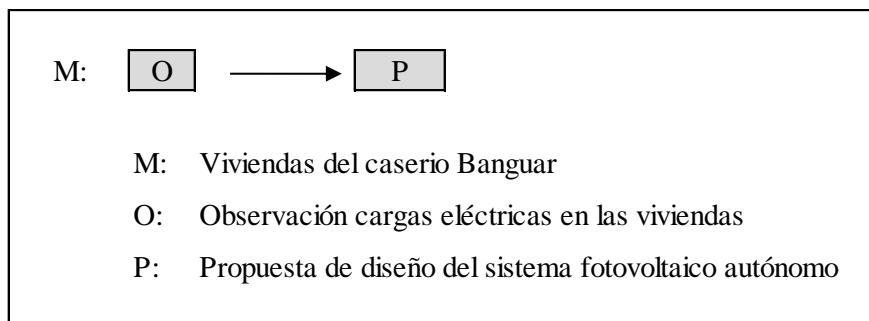 M: O P
M: Viviendas del caserio Banguar
O: Observación cargas eléctricas en las viviendas
P: Propuesta de diseño del sistema fotovoltaico autónomo